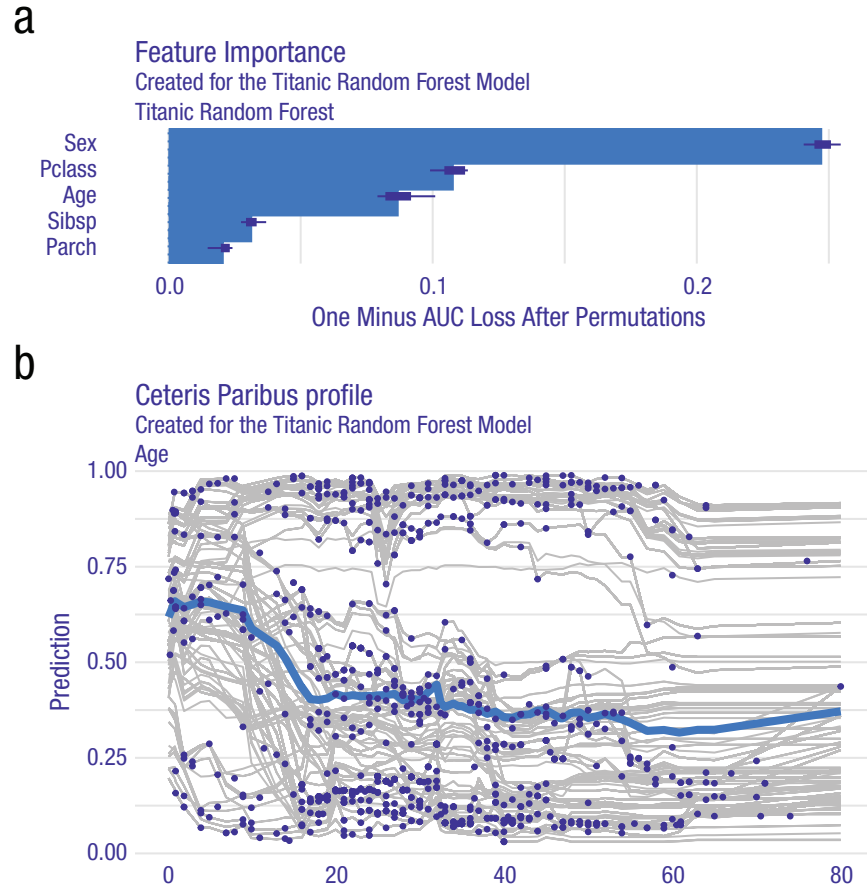 a
Feature Importance
Created for the Titanic Random Forest Model
Titanic Random Forest
Sex
Pclass
Age
Sibsp
Parch
0.0 0.1 0.2
One Minus AUC Loss After Permutations
b
Ceteris Paribus profile
Created for the Titanic Random Forest Model
Age
1.00
0.75
0.50
0.25
0.00
Prediction
0 20 40 60 80